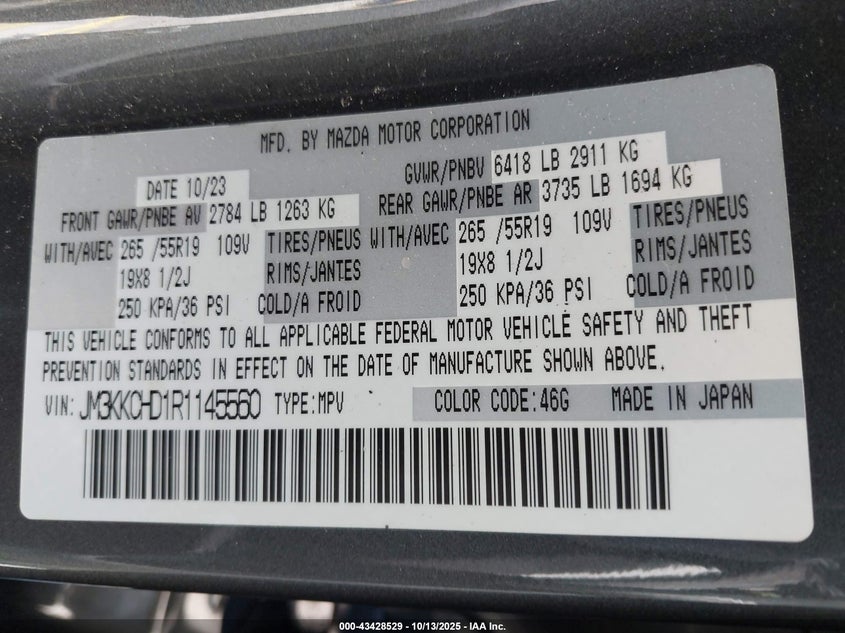 MFD. BY MAZDA MOTOR CORPORATION
DATE 10/23 GVWR/PNBV 6418 LB 2911 KG
FRONT GAWR/PNBE AV 2784 LB 1263 KG REAR GAWR/PNBE AR 3735 LB 1694 KG
WITH/AVEC 265 /55R19 109V TIRES/PNEUS WITH/AVEC 265 /55R19 109V TIRES/PNEUS
19X8 1/2J RIMS/JANTES 19X8 1/2J RIMS/JANTES
250 KPA/36 PSI COLD/A FROID 250 KPA/36 PSI COLD/A FROID
THIS VEHICLE CONFORMS TO ALL APPLICABLE FEDERAL MOTOR VEHICLE SAFETY AND THEFT
PREVENTION STANDARDS IN EFFECT ON THE DATE OF MANUFACTURE SHOWN ABOVE.
VIN: JM3KKCHD1R1145560 TYPE:MPV COLOR CODE:46G MADE IN JAPAN
000-43428529 - 10/13/2025 - IAA Inc.